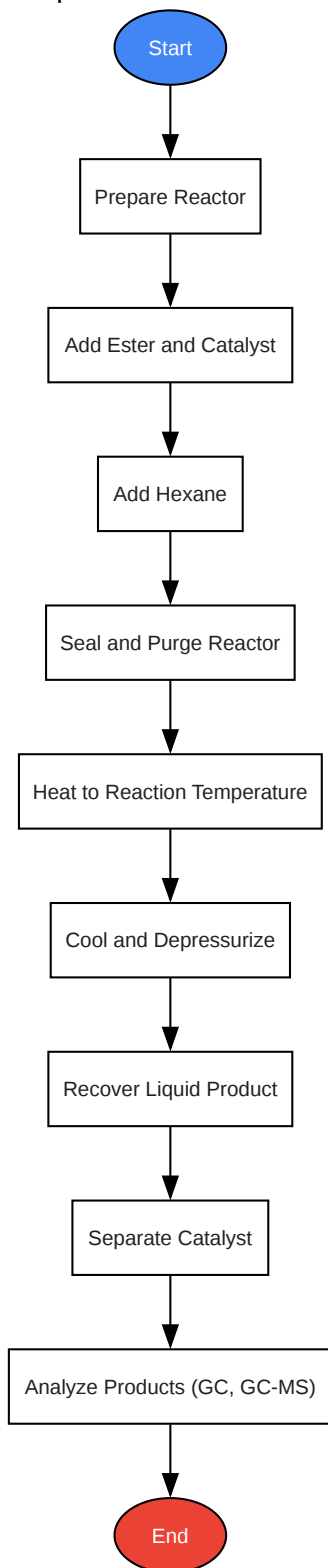 Start
Prepare Reactor
Add Ester and Catalyst
Add Hexane
Seal and Purge Reactor
Heat to Reaction Temperature
Cool and Depressurize
Recover Liquid Product
Separate Catalyst
Analyze Products (GC, GC-MS)
End